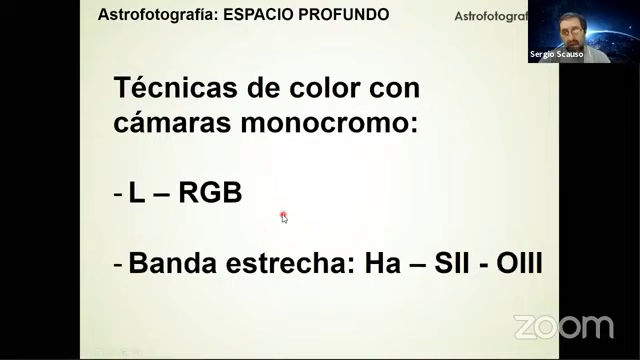 Astrofotografía: ESPACIO PROFUNDO
Astrofotograf
Sergio Scauso
Técnicas de color con
cámaras monocromo:
- L – RGB
- Banda estrecha: Ha – SII - OIII
zoom